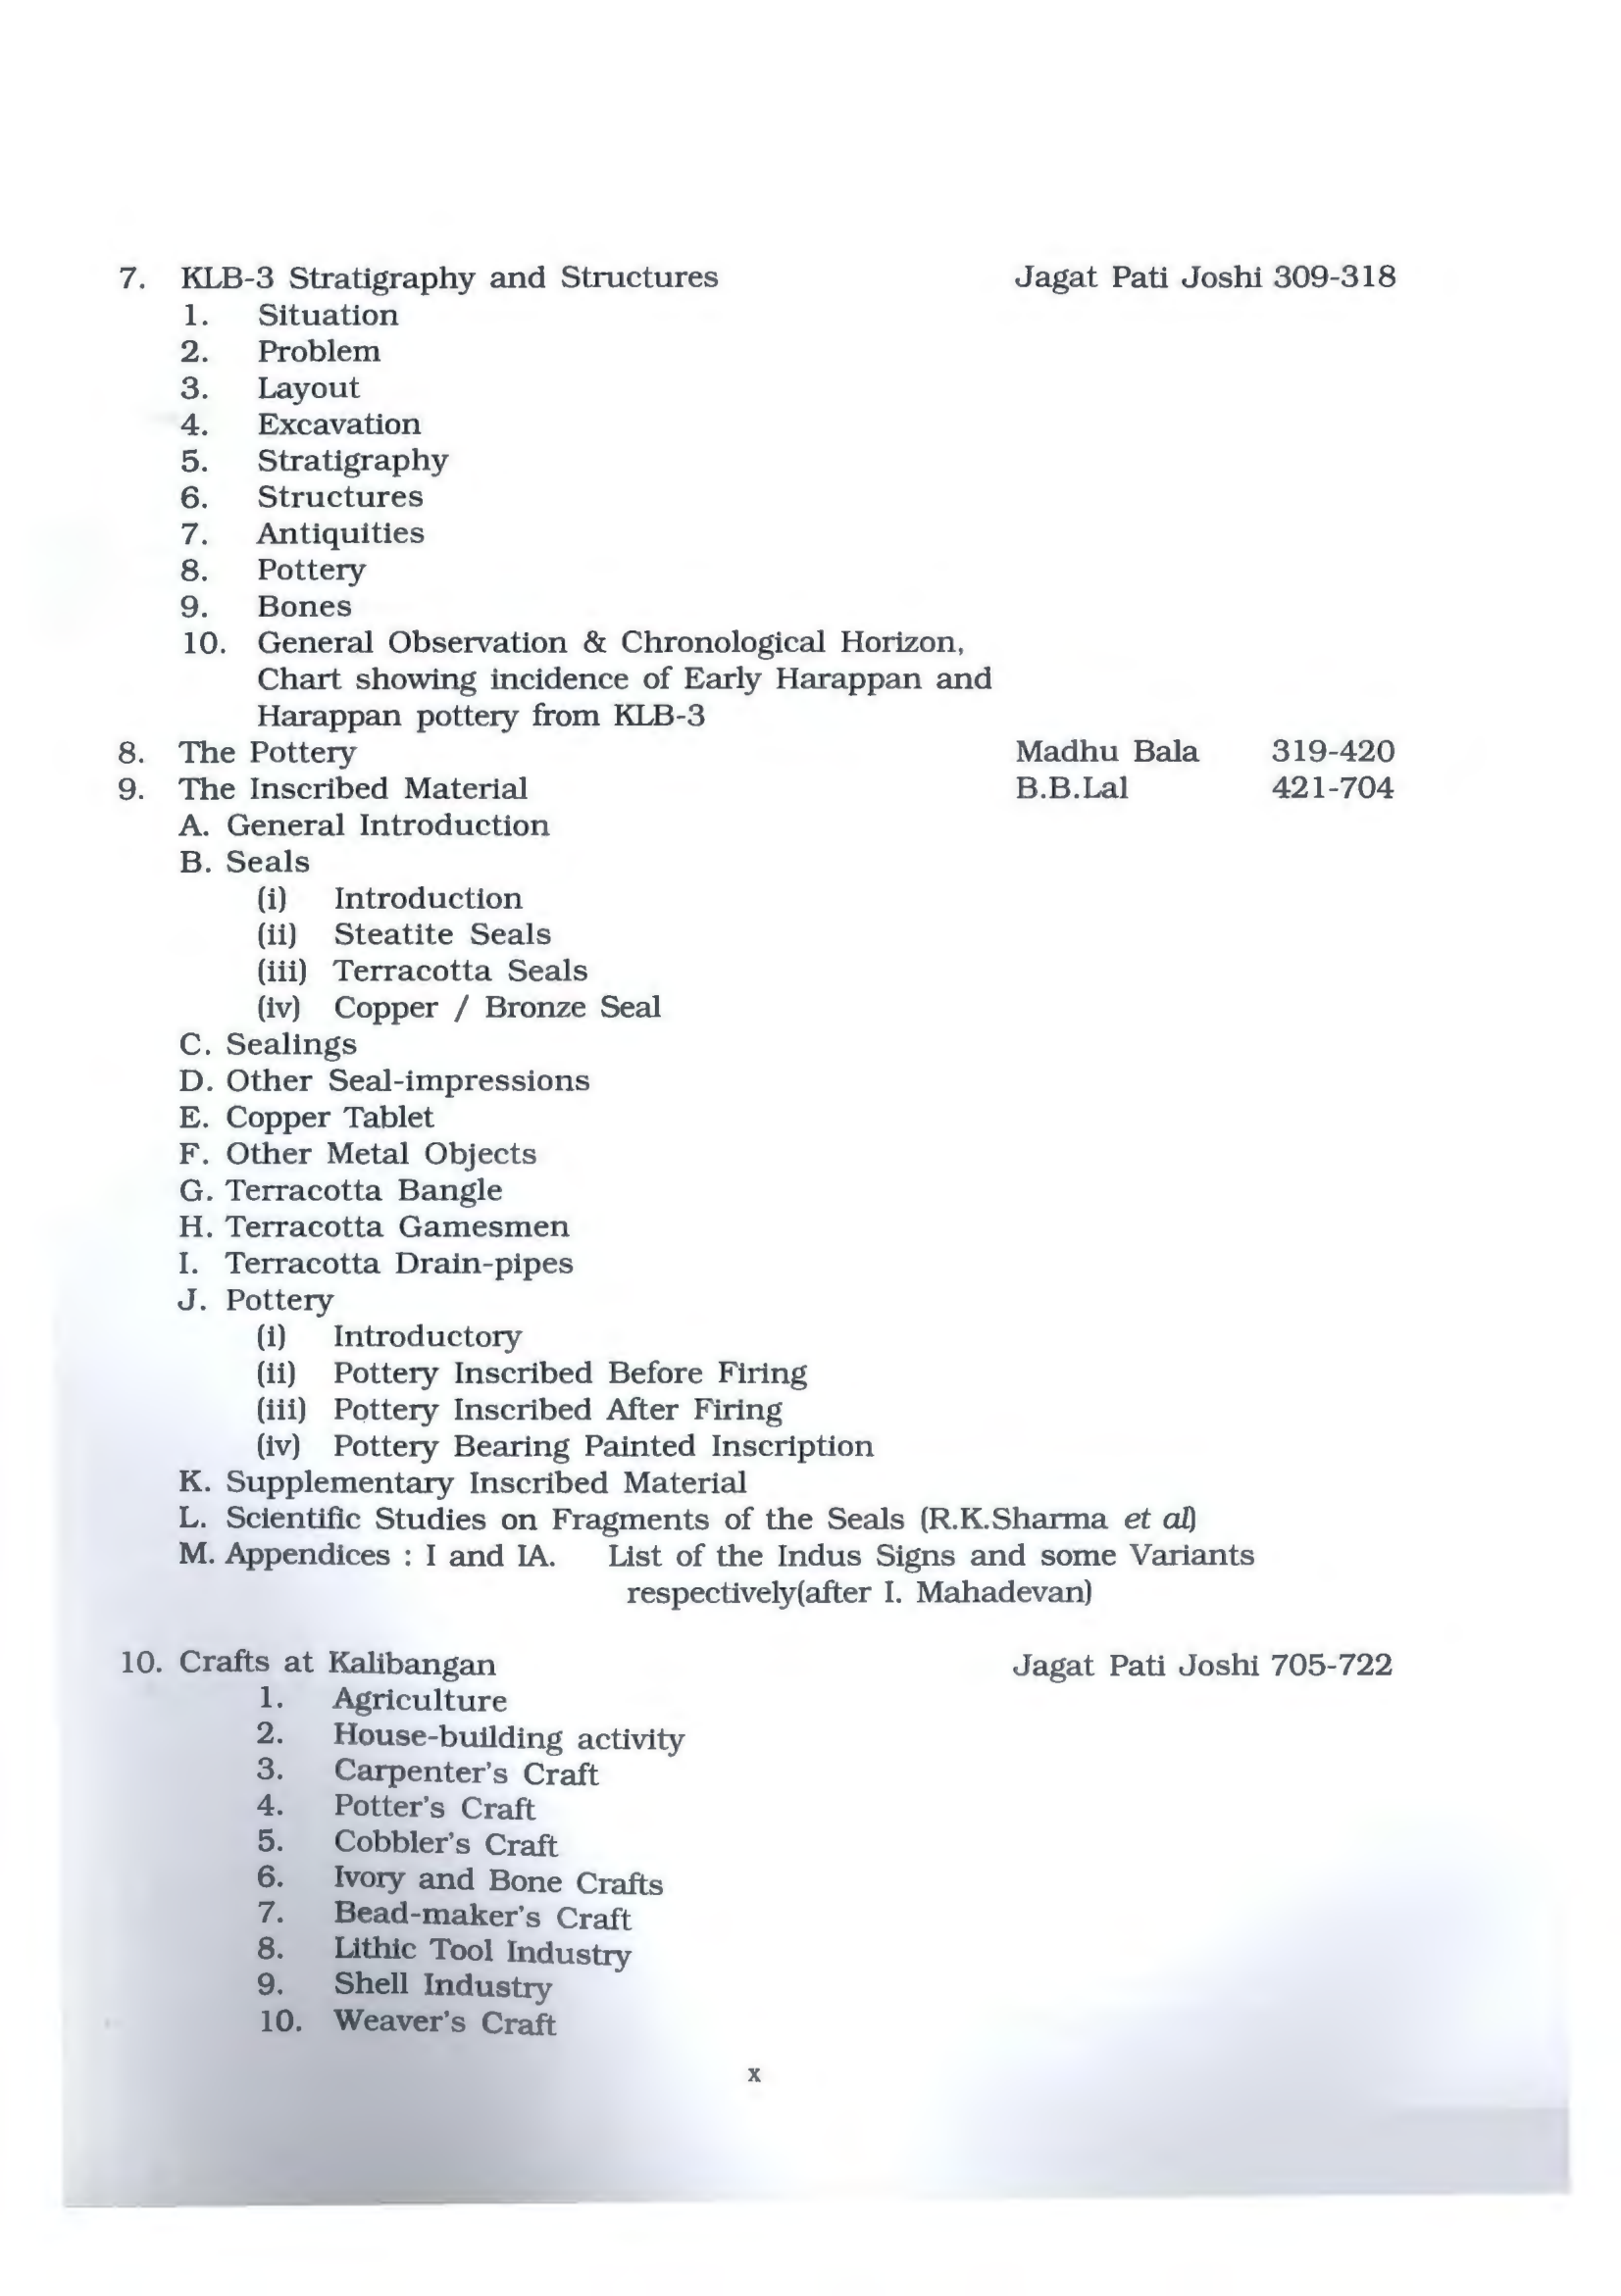 7. KLB-3 Stratigraphy and Structures Jagat Pati Joshi 309-318
1. Situation
2. Problem
3. Layout
4. Excavation
5. Stratigraphy
6. Structures
7. Antiquities
8. Pottery
9. Bones
10. General Observation & Chronological Horizon,
Chart showing incidence of Early Harappan and
Harappan pottery from KLB-3
8. The Pottery Madhu Bala 319-420
9. The Inscribed Material B.B.Lal 421-704
A. General Introduction
B. Seals
(i) Introduction
(ii) Steatite Seals
(iii) Terracotta Seals
(iv) Copper / Bronze Seal
C. Sealings
D. Other Seal-impressions
E. Copper Tablet
F. Other Metal Objects
G. Terracotta Bangle
H. Terracotta Gamesmen
I. Terracotta Drain-pipes
J. Pottery
(i) Introductory
(ii) Pottery Inscribed Before Firing
(iii) Pottery Inscribed After Firing
(iv) Pottery Bearing Painted Inscription
K. Supplementary Inscribed Material
L. Scientific Studies on Fragments of the Seals (R.K.Sharma et al)
M. Appendices : I and IA. List of the Indus Signs and some Variants
respectively(after I. Mahadevan)
10. Crafts at Kalibangan Jagat Pati Joshi 705-722
1. Agriculture
2. House-building activity
3. Carpenter's Craft
4. Potter's Craft
5. Cobbler's Craft
6. Ivory and Bone Crafts
7. Bead-maker's Craft
8. Lithic Tool Industry
9. Shell Industry
10. Weaver's Craft
x